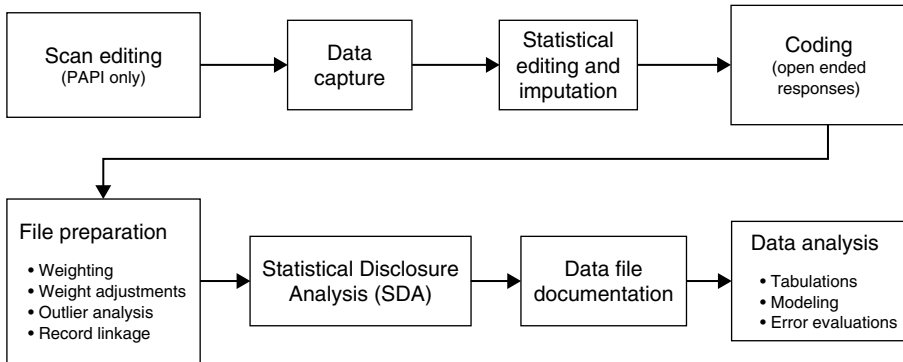 Scan editing
(PAPI only)
Data
capture
Statistical
editing and
imputation
Coding
(open ended
responses)
File preparation
• Weighting
• Weight adjustments
• Outlier analysis
• Record linkage
Statistical Disclosure
Analysis (SDA)
Data file
documentation
Data analysis
• Tabulations
• Modeling
• Error evaluations